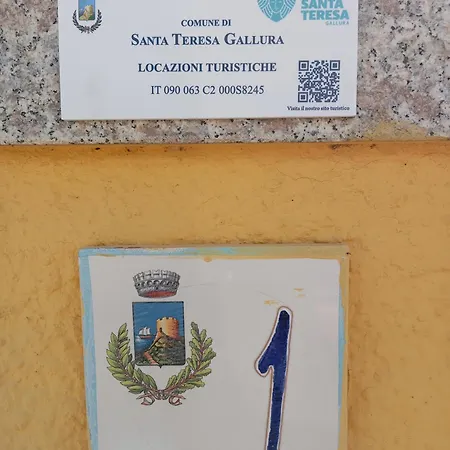 SANTA
TERESA
GALLURA
COMUNE DI
SANTA TERESA GALLURA
LOCAZIONI TURISTICHE
IT 090 063 C2 000S8245
Visita il nostro sito turistico
1